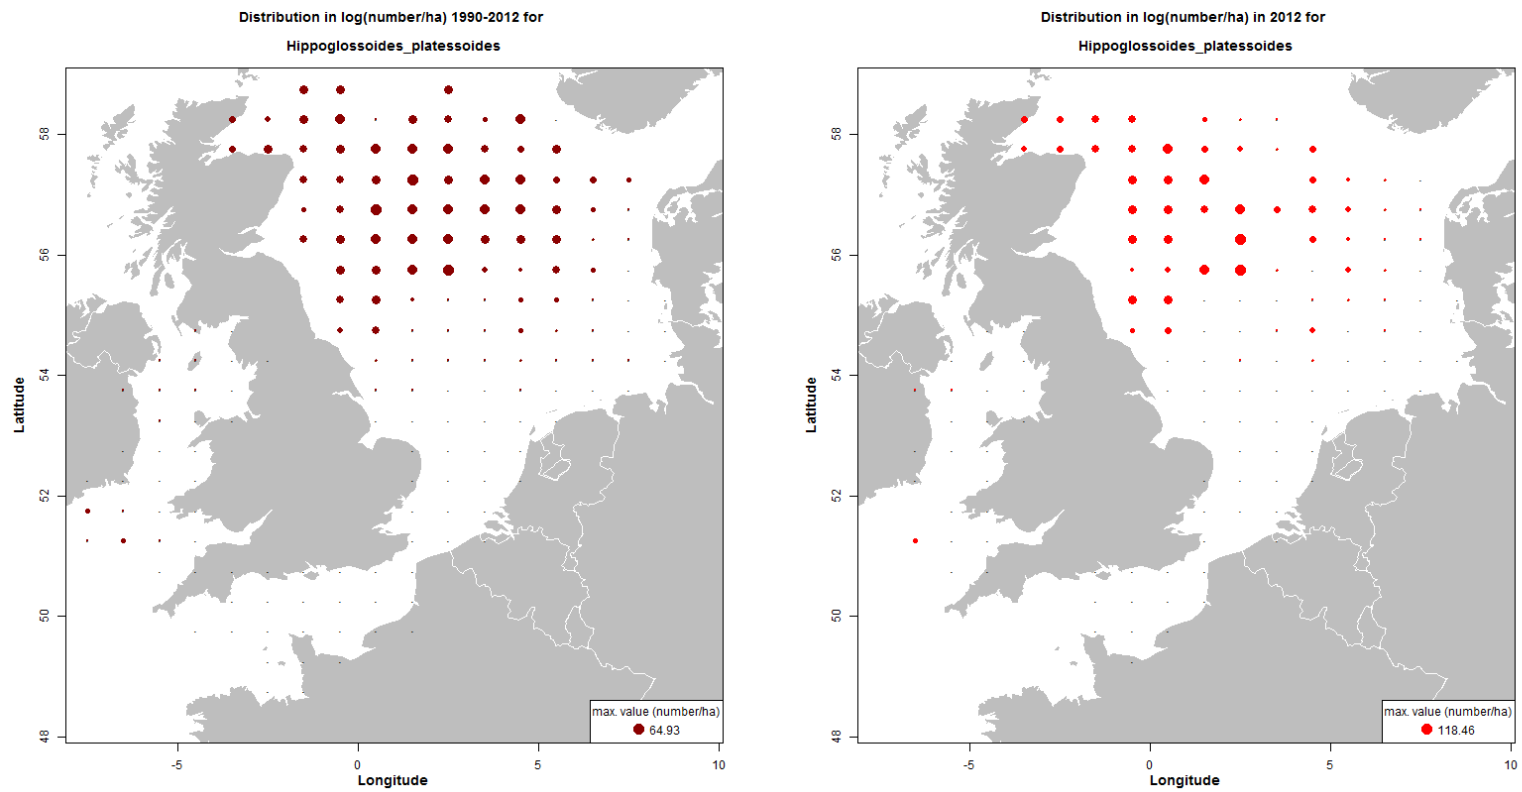 Distribution in log(number/ha) 1990-2012 for
Hippoglossoides_platessoides
58
56
54
52
50
48
Latitude
-5
0
5
10
Longitude
max. value (number/ha)
64.93
Distribution in log(number/ha) in 2012 for
Hippoglossoides_platessoides
58
56
54
52
50
48
Latitude
-5
0
5
10
Longitude
max. value (number/ha)
118.46